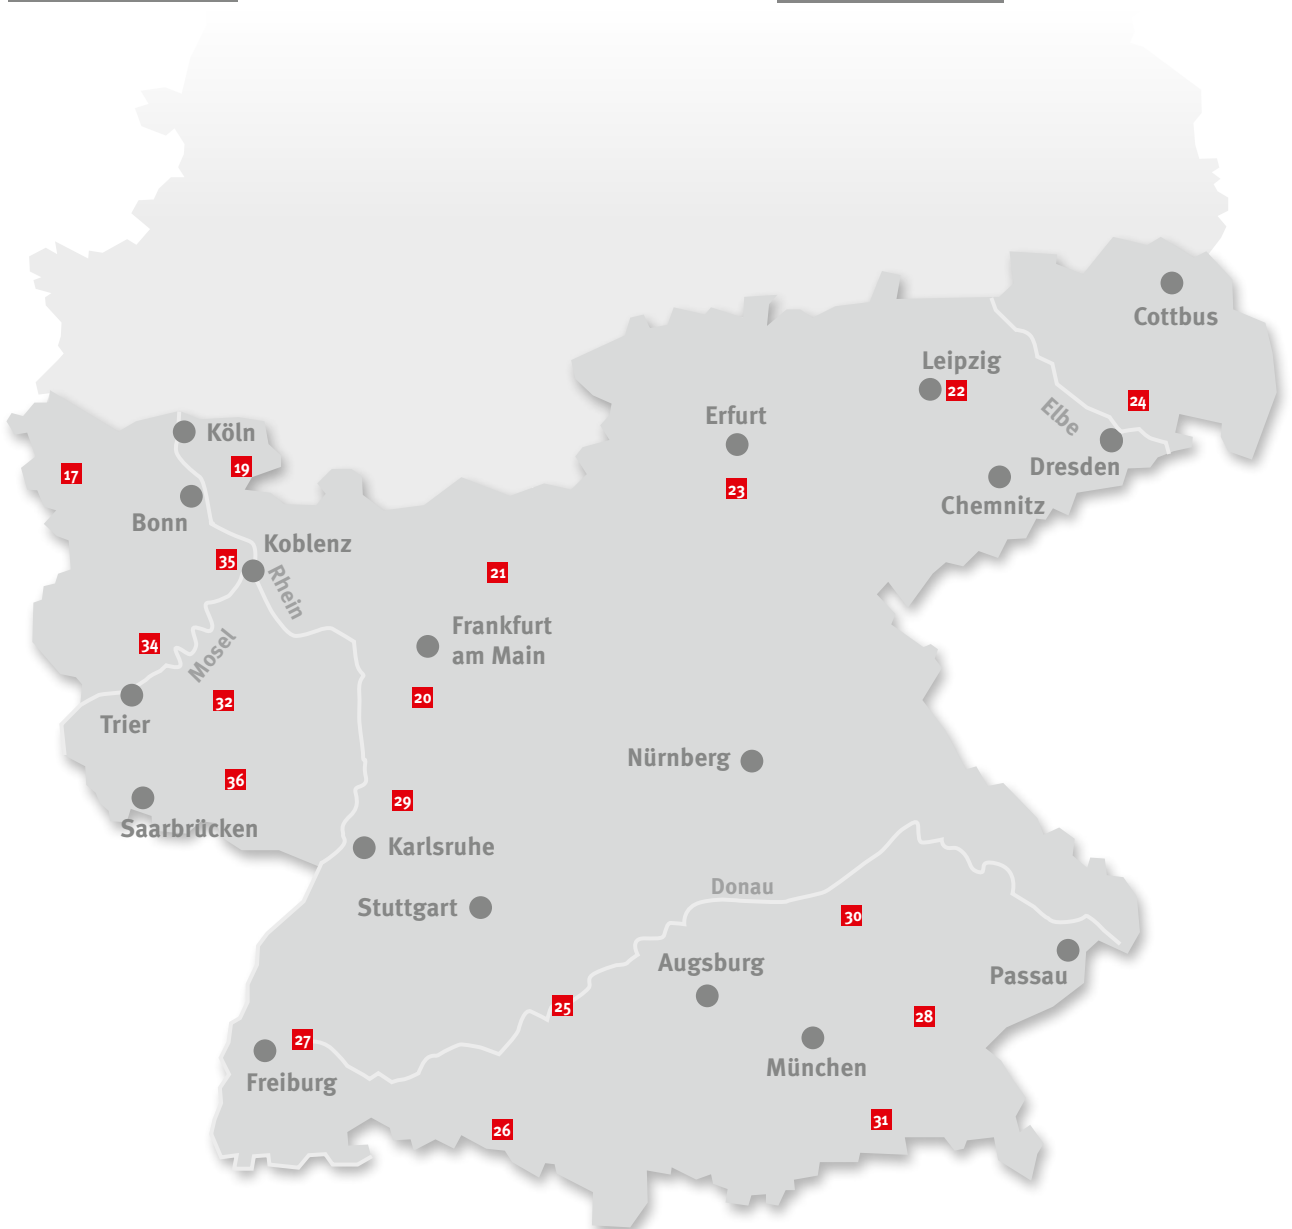 Cottbus
Leipzig
22
24
Elbe
Erfurt
Köln
Dresden
19
17
23
Chemnitz
Bonn
Koblenz
35
21
Rhein
Frankfurt
am Main
34
Mosel
20
32
Trier
Nürnberg
36
29
Saarbrücken
Karlsruhe
Donau
Stuttgart
30
Augsburg
Passau
25
28
27
München
Freiburg
31
26